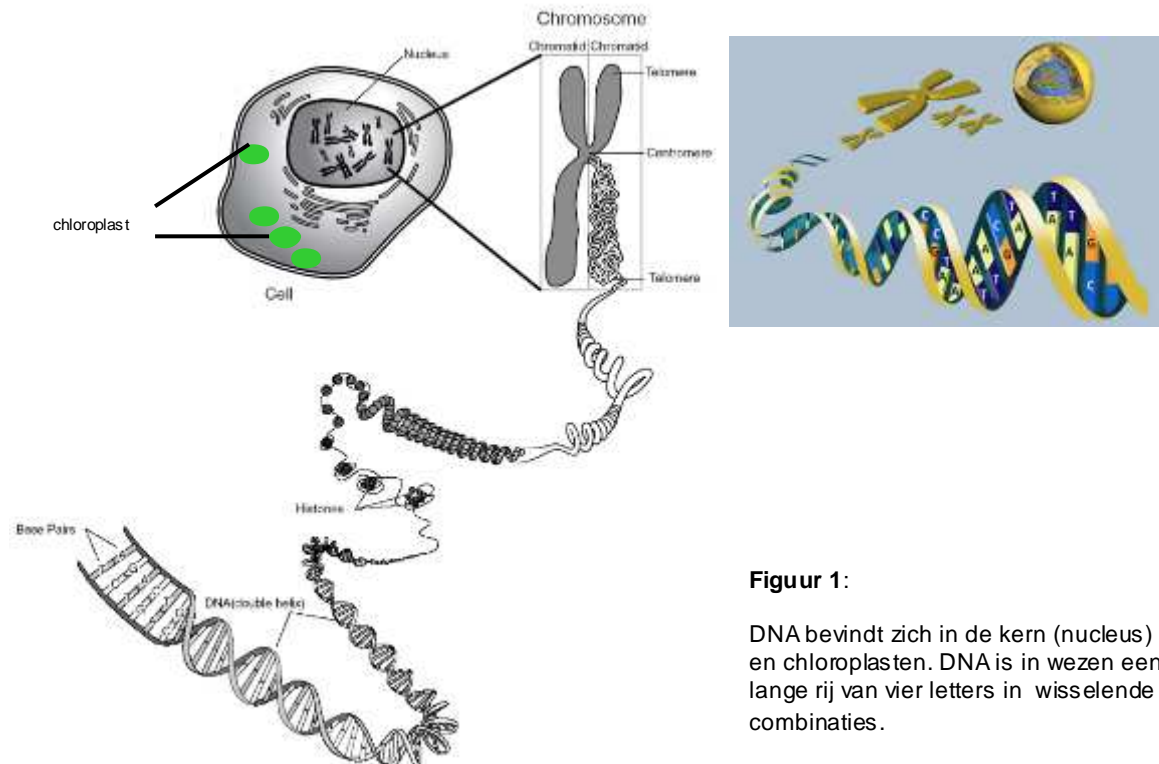 Chromosome
Chromatid Chromatid
Nucleus
Telomere
Centromere
chloroplast
Telomere
Cell
Histones
Base Pairs
DNA(double helix)
C
C
G
T
A
A
A
T
T
C
G
T
A
T
A
T
A
G
C
Figuur 1:
DNA bevindt zich in de kern (nucleus)
en chloroplasten. DNA is in wezen een
lange rij van vier letters in wisselende
combinaties.